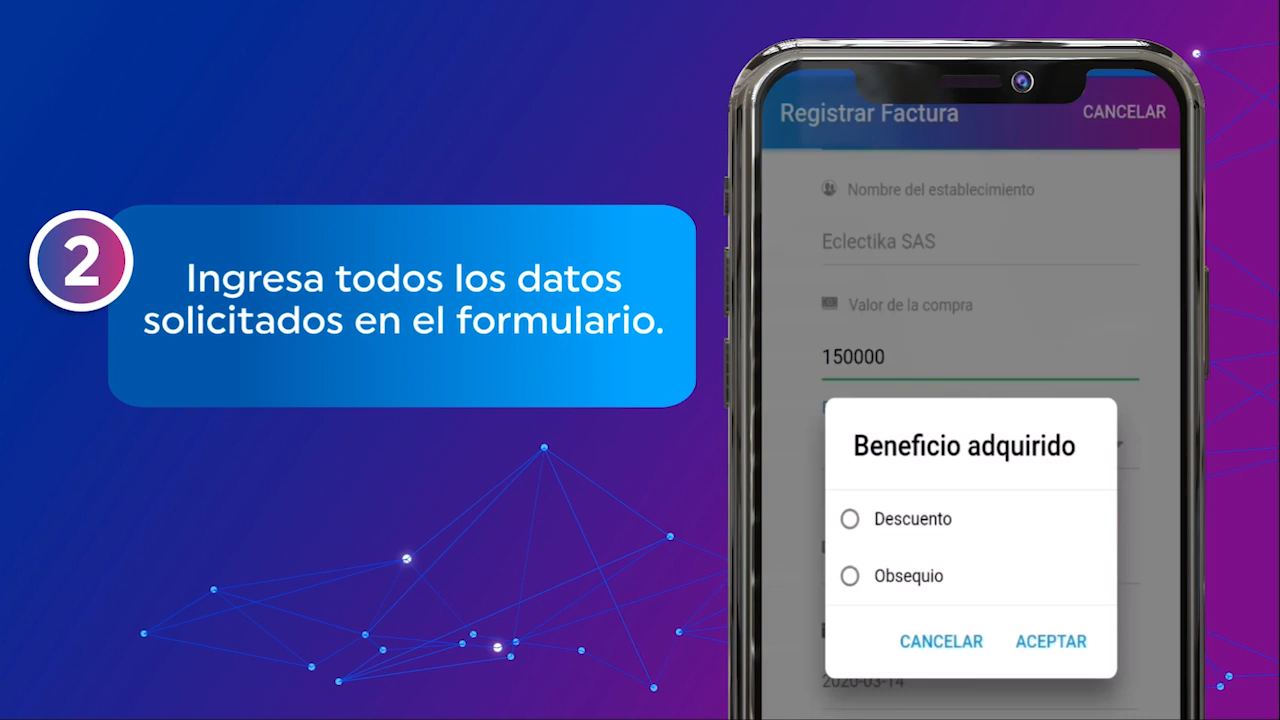 2
Ingresa todos los datos
solicitados en el formulario.
Registrar Factura
CANCELAR
Nombre del establecimiento
Eclectika SAS
Valor de la compra
150000
Beneficio adquirido
Descuento
Obsequio
CANCELAR
ACEPTAR
2020-03-14